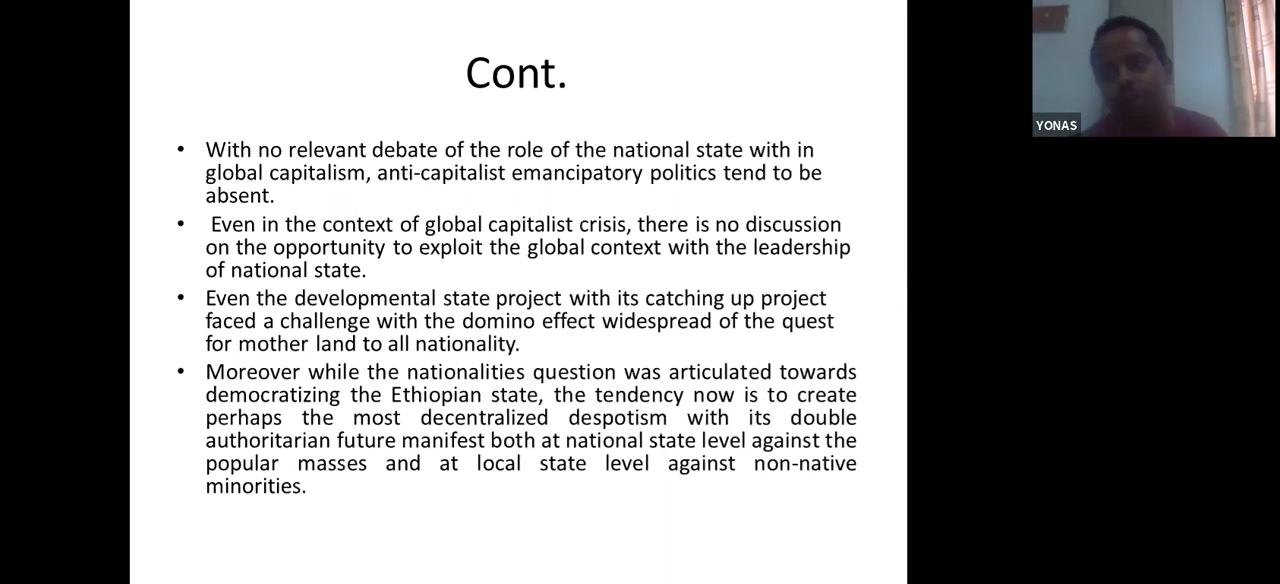 Cont.
• With no relevant debate of the role of the national state with in
global capitalism, anti-capitalist emancipatory politics tend to be
absent.
• Even in the context of global capitalist crisis, there is no discussion
on the opportunity to exploit the global context with the leadership
of national state.
• Even the developmental state project with its catching up project
faced a challenge with the domino effect widespread of the quest
for mother land to all nationality.
• Moreover while the nationalities question was articulated towards
democratizing the Ethiopian state, the tendency now is to create
perhaps the most decentralized despotism with its double
authoritarian future manifest both at national state level against the
popular masses and at local state level against non-native
minorities.
YONAS